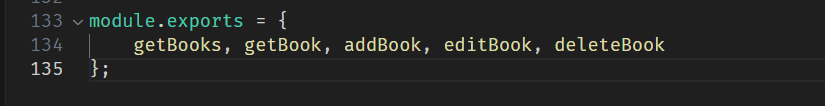 133 module.exports = {
134 getBooks, getBook, addBook, editBook, deleteBook
135 };